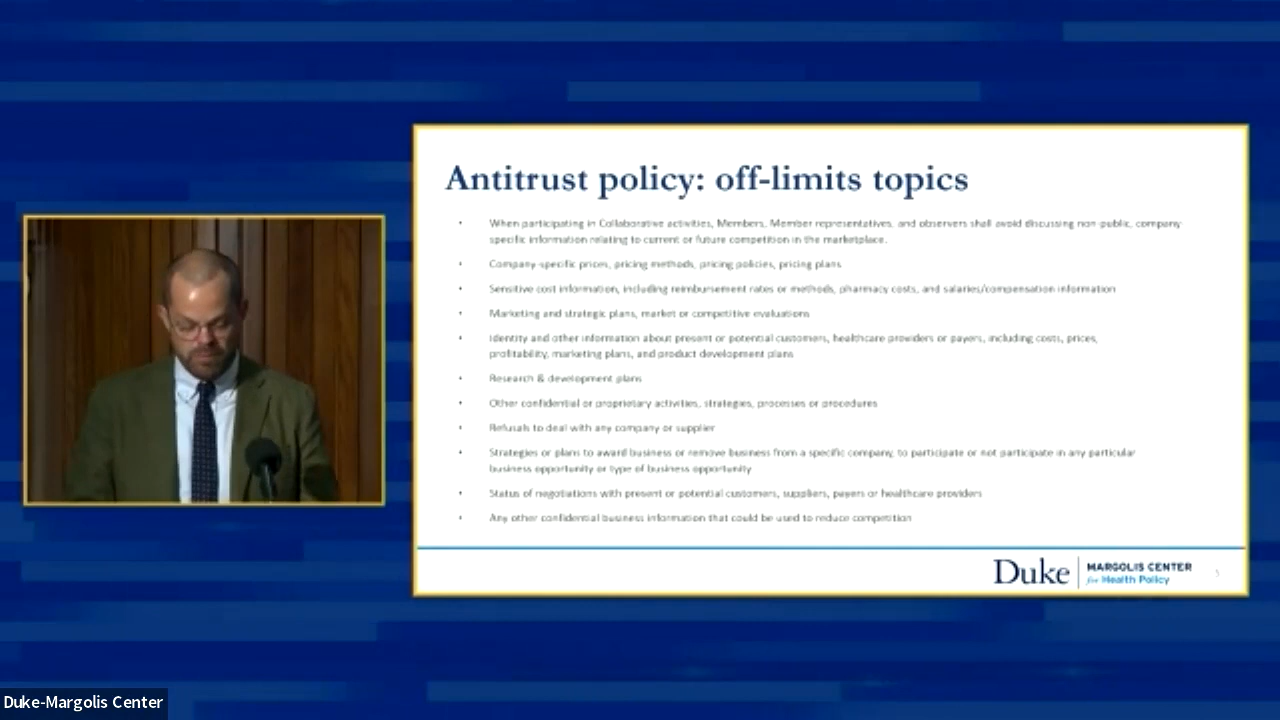 Antitrust policy: off-limits topics
• When participating in Collaborative activities, Members, Member representatives, and observers shall avoid discussing non-public, company
specific information relating to current or future competition in the marketplace.
• Company-specific prices, pricing methods, pricing policies, pricing plans
• Sensitive cost information, including reimbursement rates or methods, pharmacy costs, and salaries/compensation information
• Marketing and strategic plans, market or competitive evaluations
• Identity and other information about present or potential customers, healthcare providers or payers, including costs, prices,
profitability, marketing plans, and product development plans
• Research & development plans
• Other confidential or proprietary activities, strategies, processes or procedures
• Refusals to deal with any company or supplier
• Strategies or plans to award business or remove business from a specific company, to participate or not participate in any particular
business opportunity or type of business opportunity
• Status of negotiations with present or potential customers, suppliers, payers or healthcare providers
• Any other confidential business information that could be used to reduce competition
Duke MARGOLIS CENTER
for Health Policy
Duke-Margolis Center